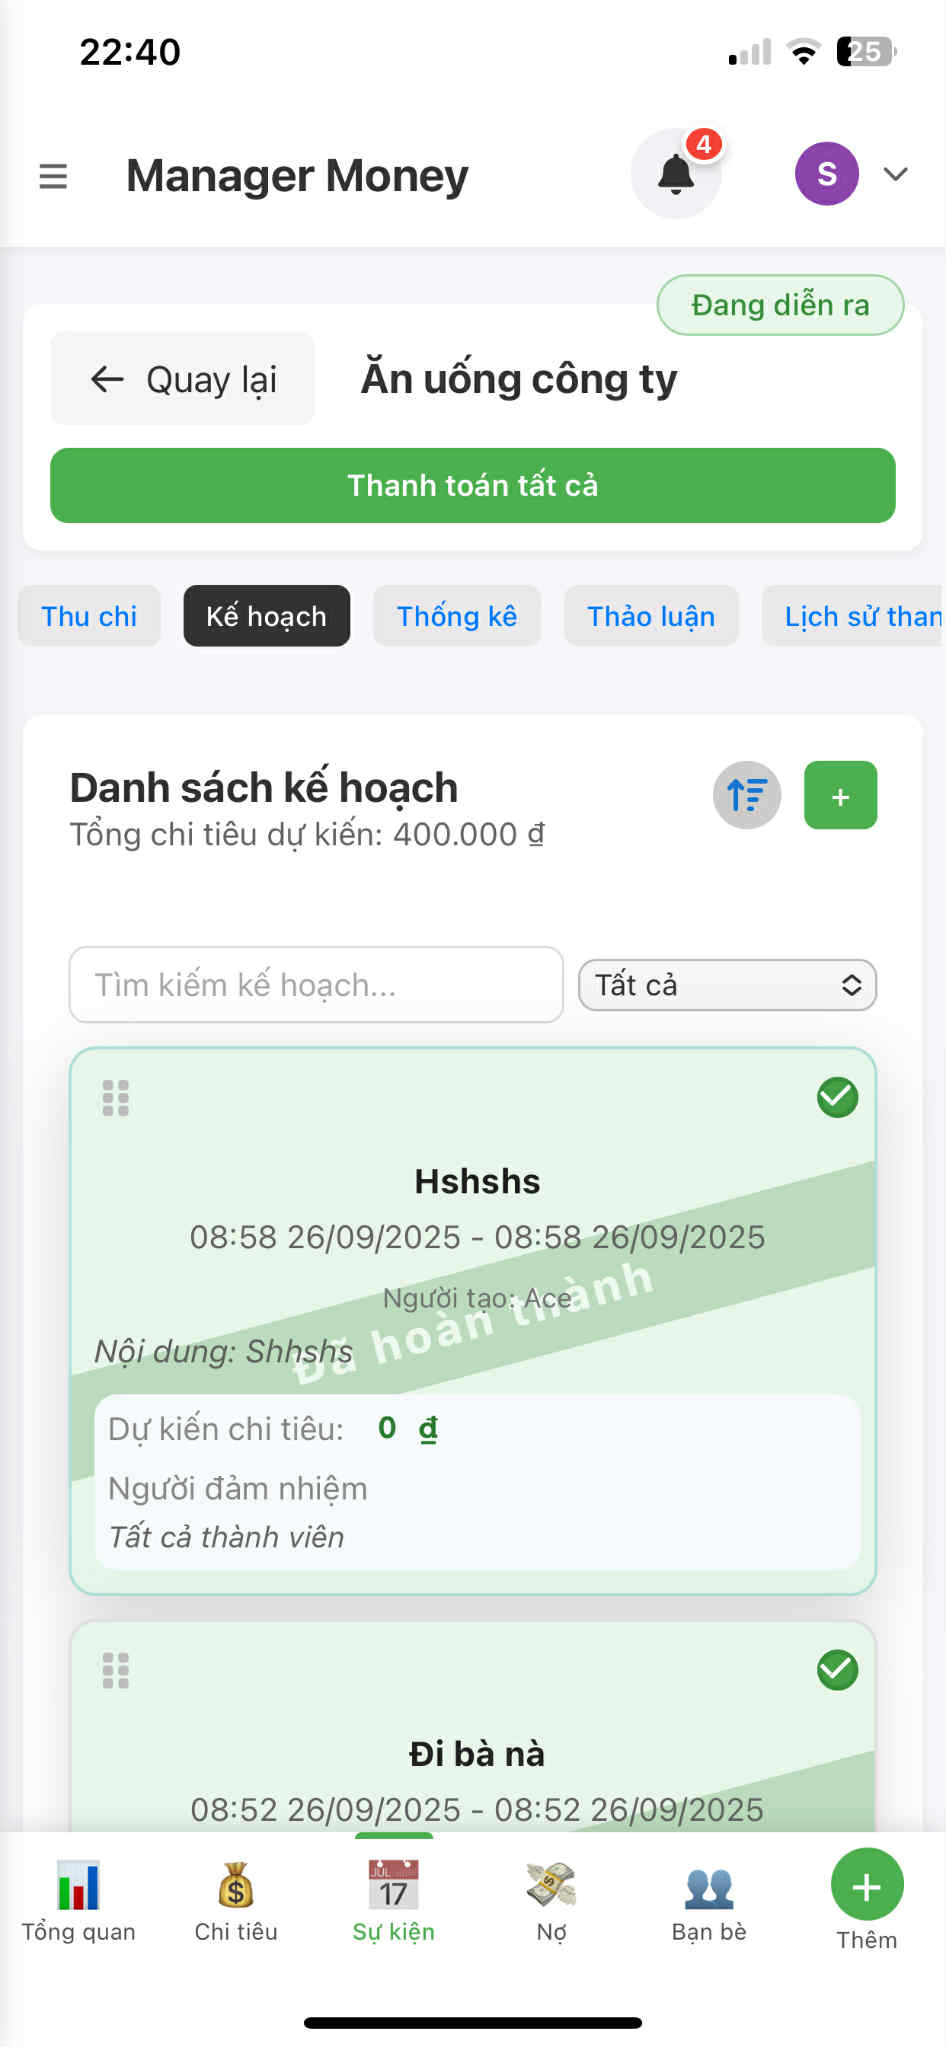 22:40
25
Manager Money
4
S
Đang diễn ra
← Quay lại
Ăn uống công ty
Thanh toán tất cả
Thu chi
Kế hoạch
Thống kê
Thảo luận
Lịch sử than
Danh sách kế hoạch
+
Tổng chi tiêu dự kiến: 400.000 ₫
Tìm kiếm kế hoạch...
Tất cả
Hshshs
08:58 26/09/2025 - 08:58 26/09/2025
Người tạo: Ace
Đã hoàn thành
Nội dung: Shhshs
Dự kiến chi tiêu: 0 ₫
Người đảm nhiệm
Tất cả thành viên
Đi bà nà
08:52 26/09/2025 - 08:52 26/09/2025
JUL
17
Tổng quan
Chi tiêu
Sự kiện
Nợ
Bạn bè
Thêm